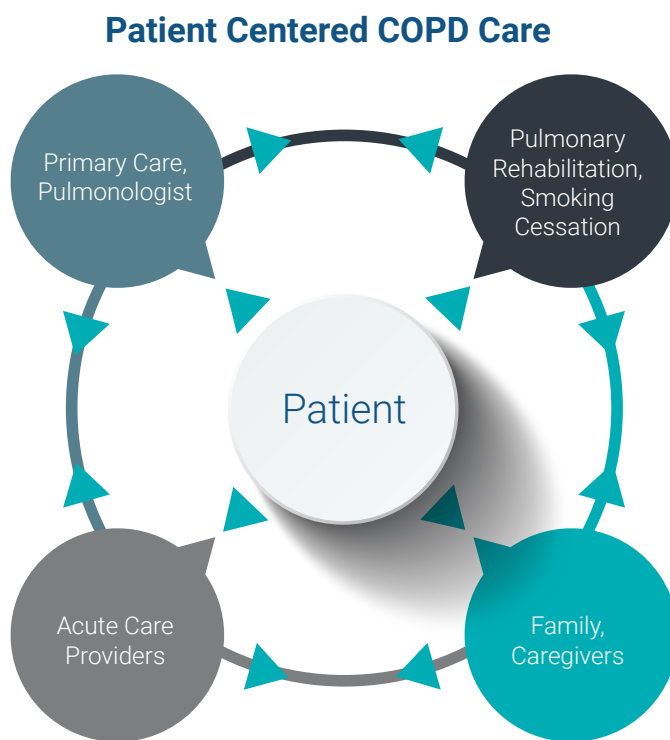 Patient Centered COPD Care
Primary Care,
Pulmonologist
Pulmonary
Rehabilitation,
Smoking
Cessation
Patient
Acute Care
Providers
Family,
Caregivers